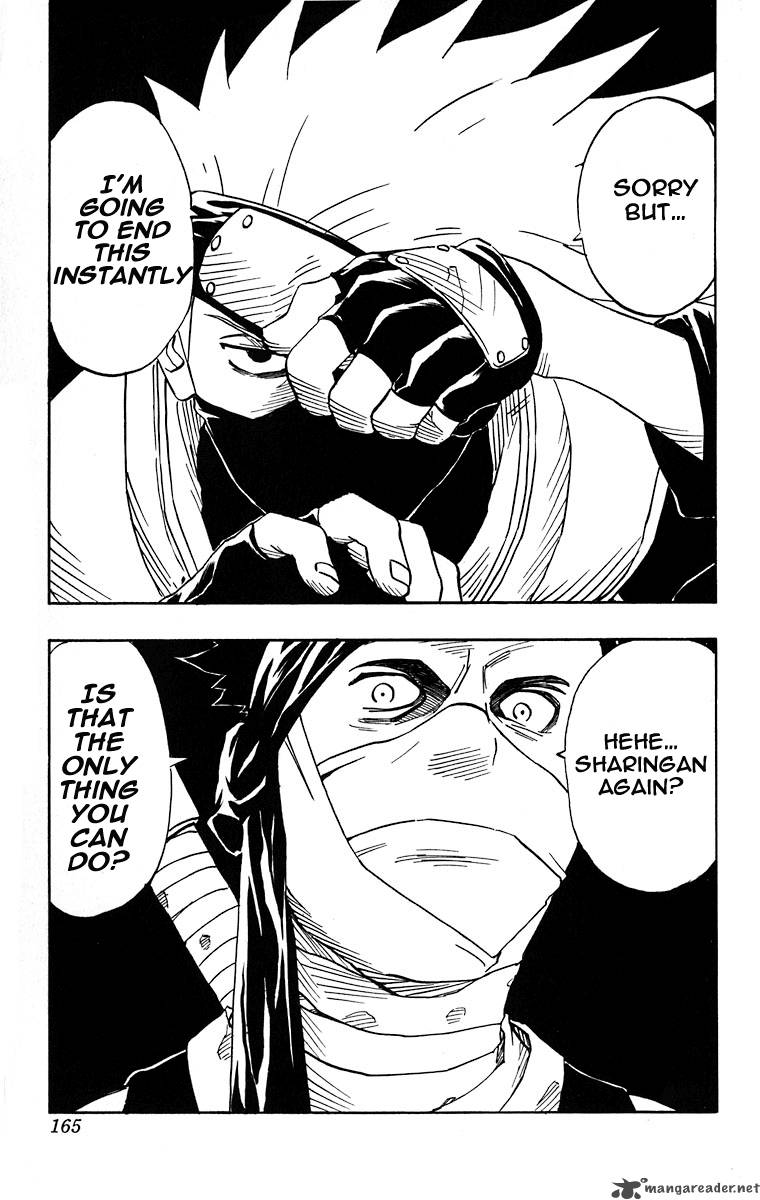 SORRY
BUT...
I'M
GOING
TO END
THIS
INSTANTLY
HEHE...
SHARINGAN
AGAIN?
IS
THAT
THE
ONLY
THING
YOU
CAN
DO?
165
mangareader.net